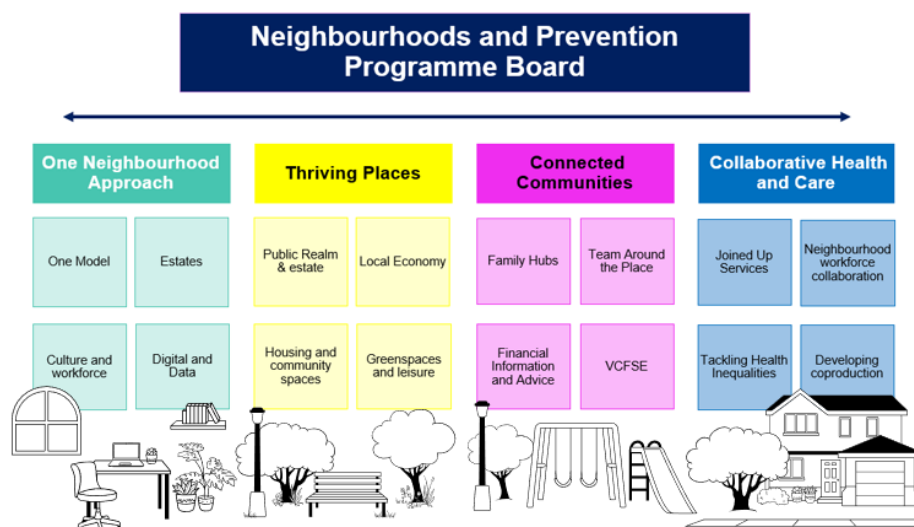 Neighbourhoods and Prevention
Programme Board
One Neighbourhood
Approach
Thriving Places
Connected
Communities
Collaborative Health
and Care
One Model
Estates
Public Realm
& estate
Local Economy
Family Hubs
Team Around
the Place
Joined Up
Services
Neighbourhood
workforce
collaboration
Culture and
workforce
Digital and
Data
Housing and
community
spaces
Greenspaces
and leisure
Financial
Information
and Advice
VCFSE
Tackling Health
Inequalities
Developing
coproduction